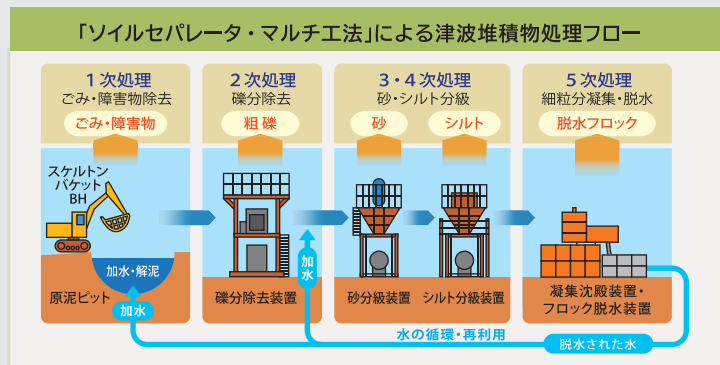 「ソイルセパレータ・マルチ工法」による津波堆積物処理フロー
1次処理
ごみ・障害物除去
ごみ・障害物
2次処理
礫分除去
粗礫
3・4次処理
砂・シルト分級
砂
シルト
5次処理
細粒分凝集・脱水
脱水フロック
スケルトン
バケット
BH
加水・解泥
原泥ピット
加水
礫分除去装置
加水
砂分級装置
シルト分級装置
凝集沈殿装置・
フロック脱水装置
水の循環・再利用
脱水された水